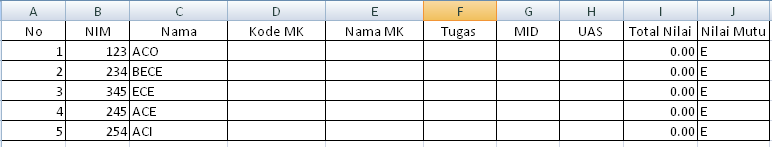 A B C D E F G H I J
No NIM Nama Kode MK Nama MK Tugas MID UAS Total Nilai Nilai Mutu
1 123 ACO 0.00 E
2 234 BECE 0.00 E
3 345 ECE 0.00 E
4 245 ACE 0.00 E
5 254 ACI 0.00 E